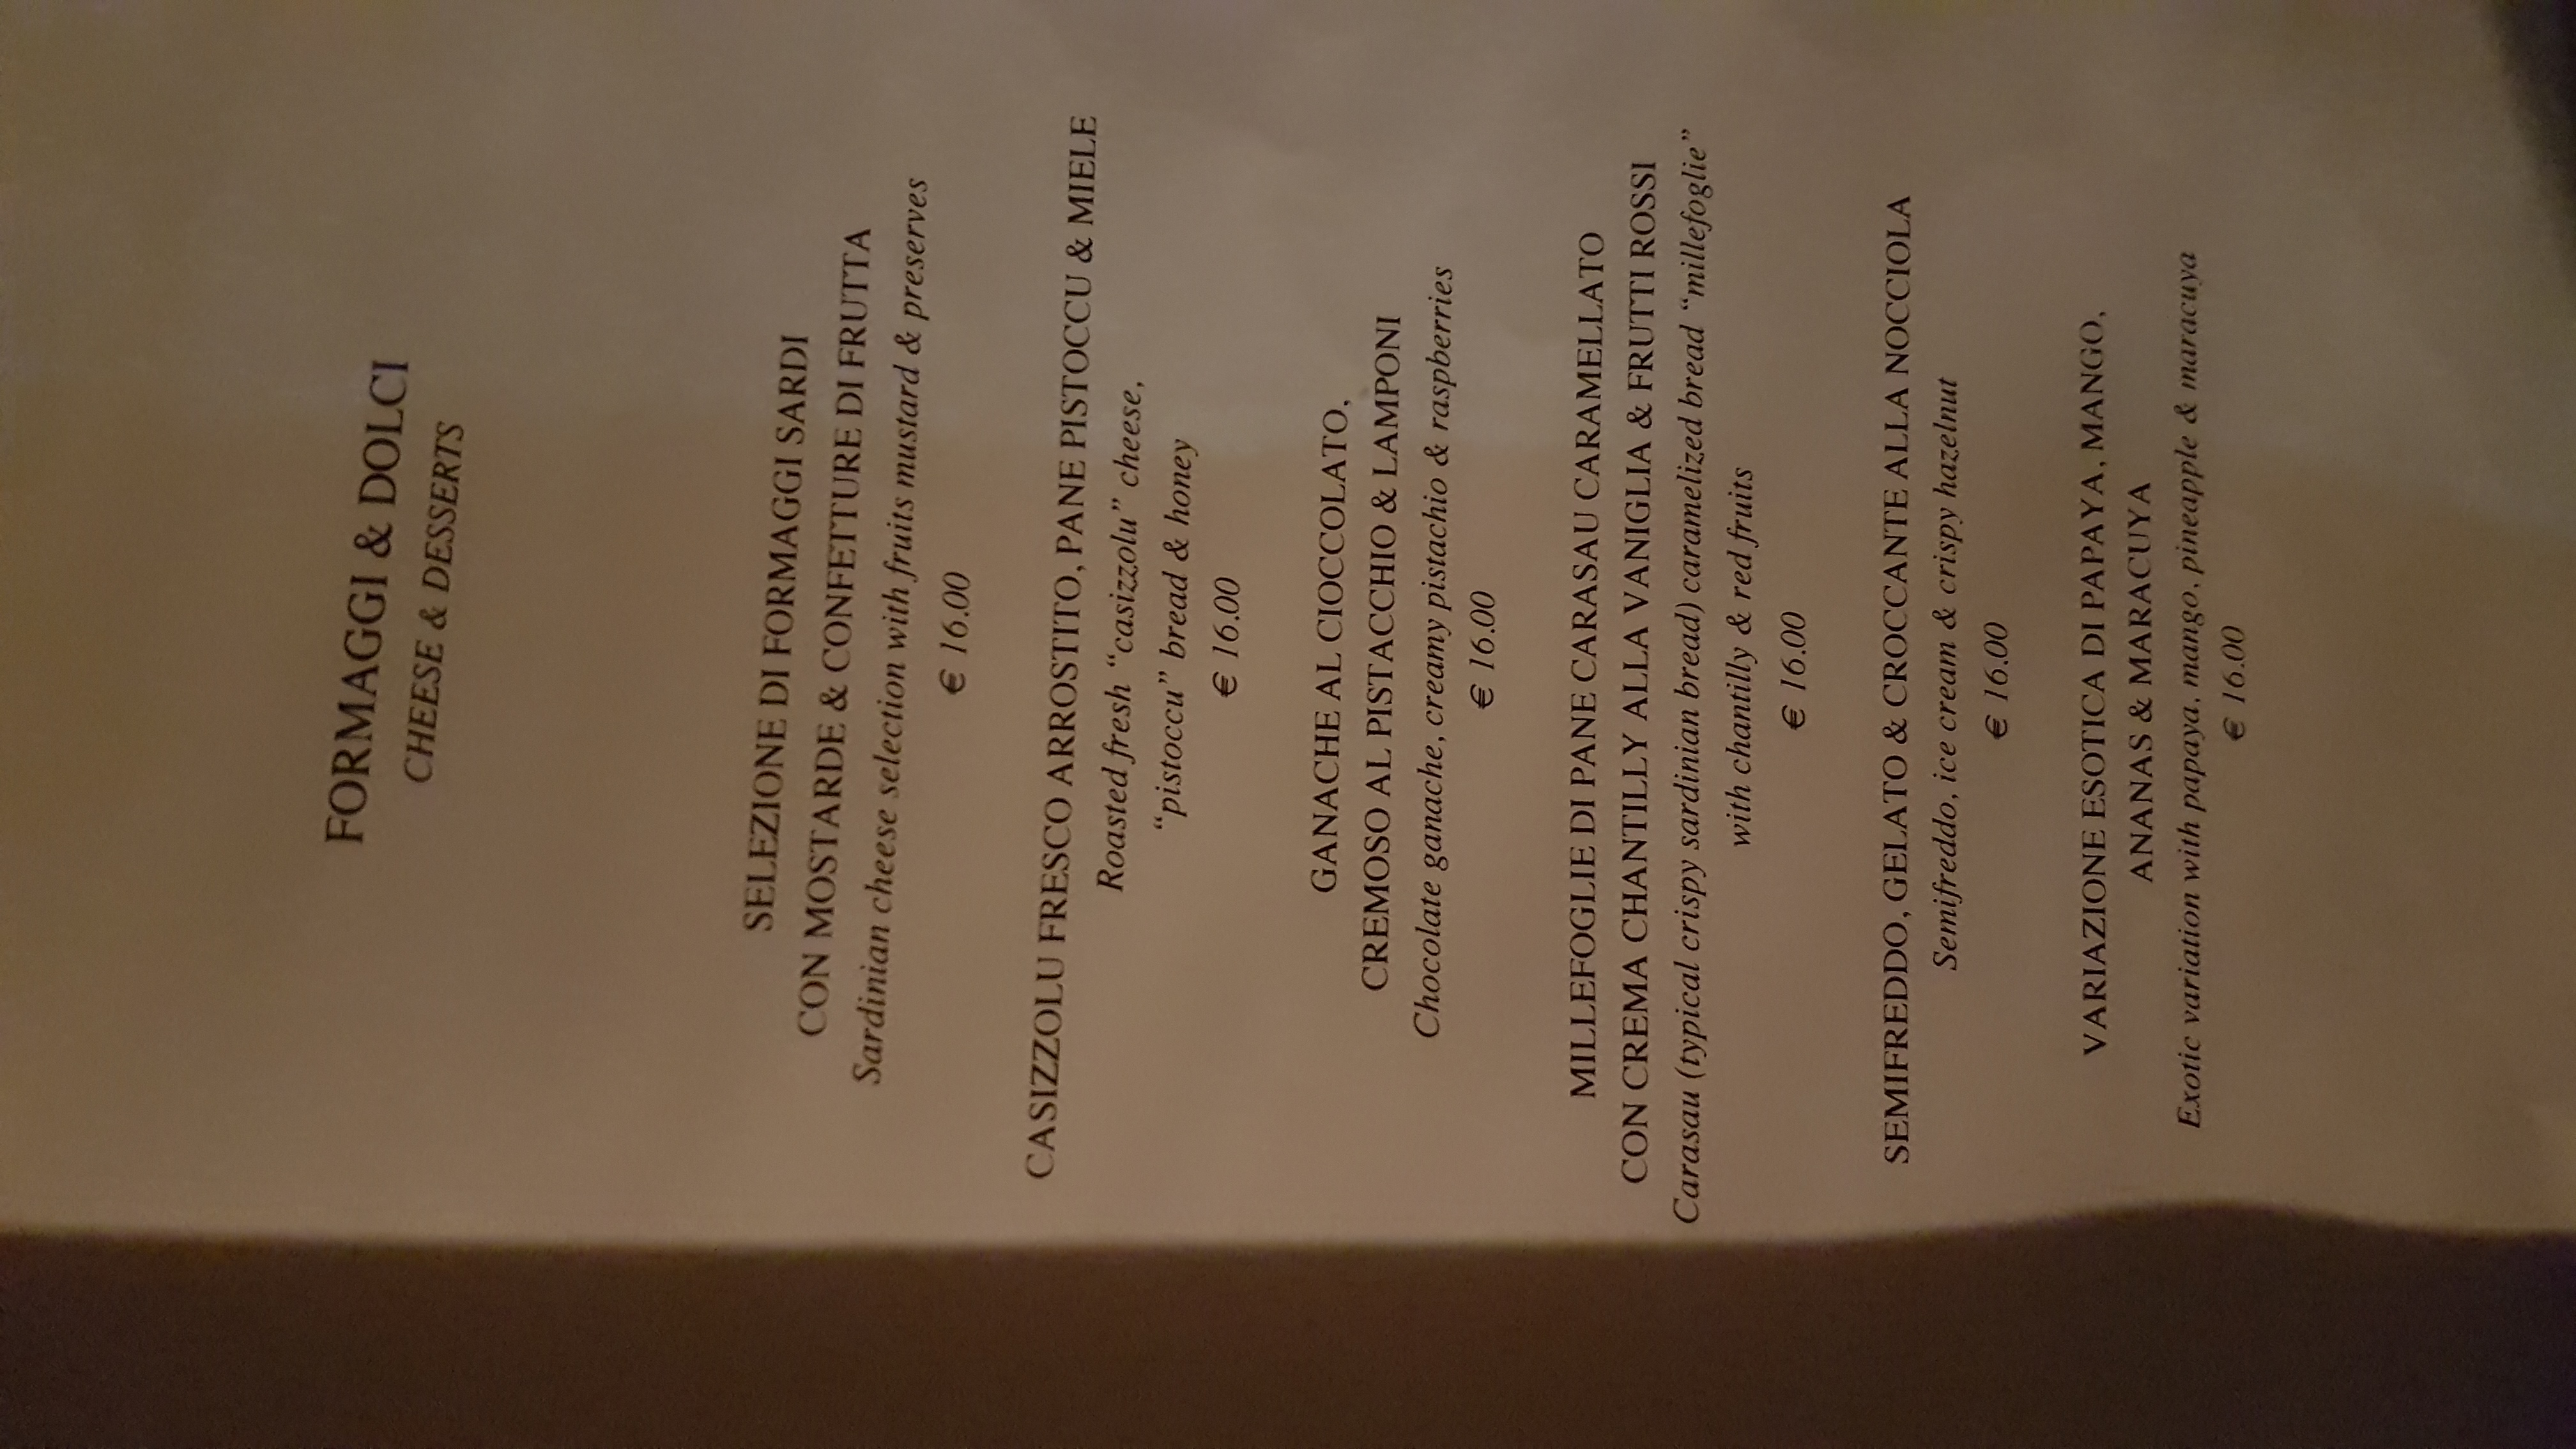 FORMAGGI & DOLCI
CHEESE & DESSERTS
SELEZIONE DI FORMAGGI SARDI
CON MOSTARDE & CONFETTURE DI FRUTTA
Sardinian cheese selection with fruits mustard & preserves
€ 16.00
CASIZZOLU FRESCO ARROSTITO, PANE PISTOCCU & MIELE
Roasted fresh “casizzolu” cheese,
“pistoccu” bread & honey
€ 16.00
GANACHE AL CIOCCOLATO,
CREMOSO AL PISTACCHIO & LAMPONI
Chocolate ganache, creamy pistachio & raspberries
€ 16.00
MILLEFOGLIE DI PANE CARASAU CARAMELLATO
CON CREMA CHANTILLY ALLA VANIGLIA & FRUTTI ROSSI
Carasau (typical crispy sardinian bread) caramelized bread “millefoglie”
with chantilly & red fruits
€ 16.00
SEMIFREDDO, GELATO & CROCCANTE ALLA NOCCIOLA
Semifreddo, ice cream & crispy hazelnut
€ 16.00
VARIAZIONE ESOTICA DI PAPAYA, MANGO,
ANANAS & MARACUYA
Exotic variation with papaya, mango, pineapple & maracuya
€ 16.00